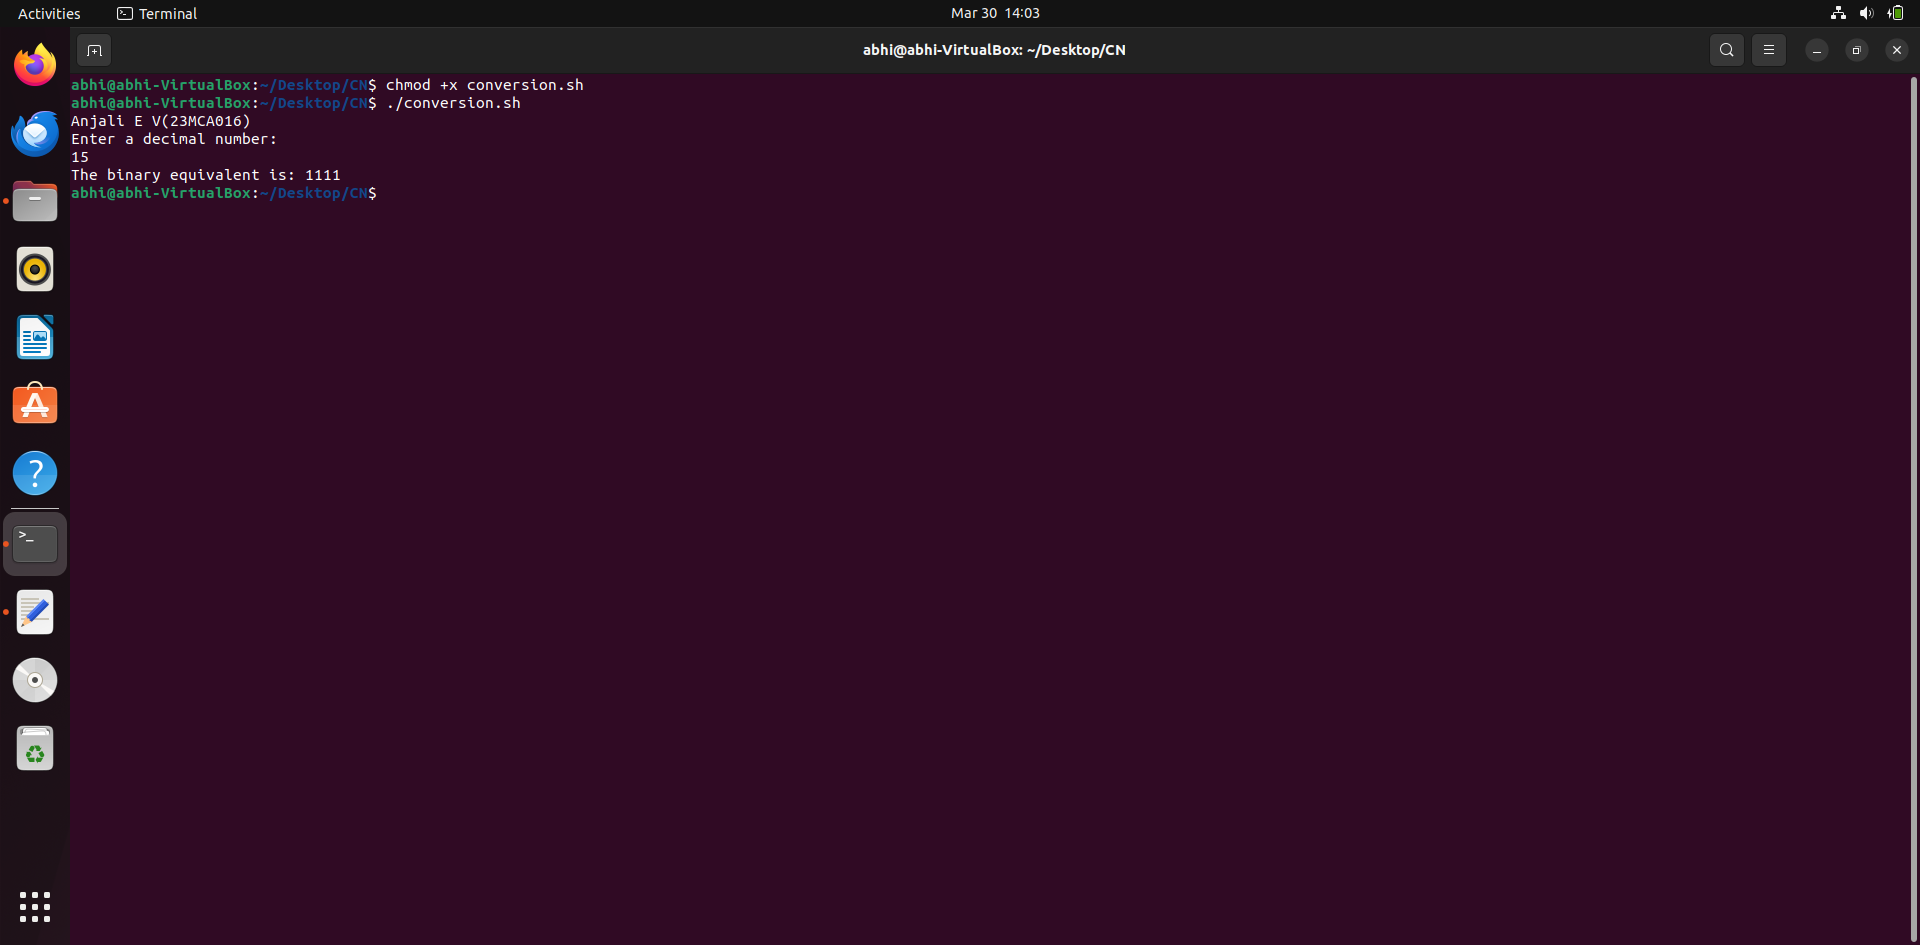 Activities
Terminal
Mar 30 14:03
abhi@abhi-VirtualBox: ~/Desktop/CN
abhi@abhi-VirtualBox:~/Desktop/CN$ chmod +x conversion.sh
abhi@abhi-VirtualBox:~/Desktop/CN$ ./conversion.sh
Anjali E V(23MCA016)
Enter a decimal number:
15
The binary equivalent is: 1111
abhi@abhi-VirtualBox:~/Desktop/CN$